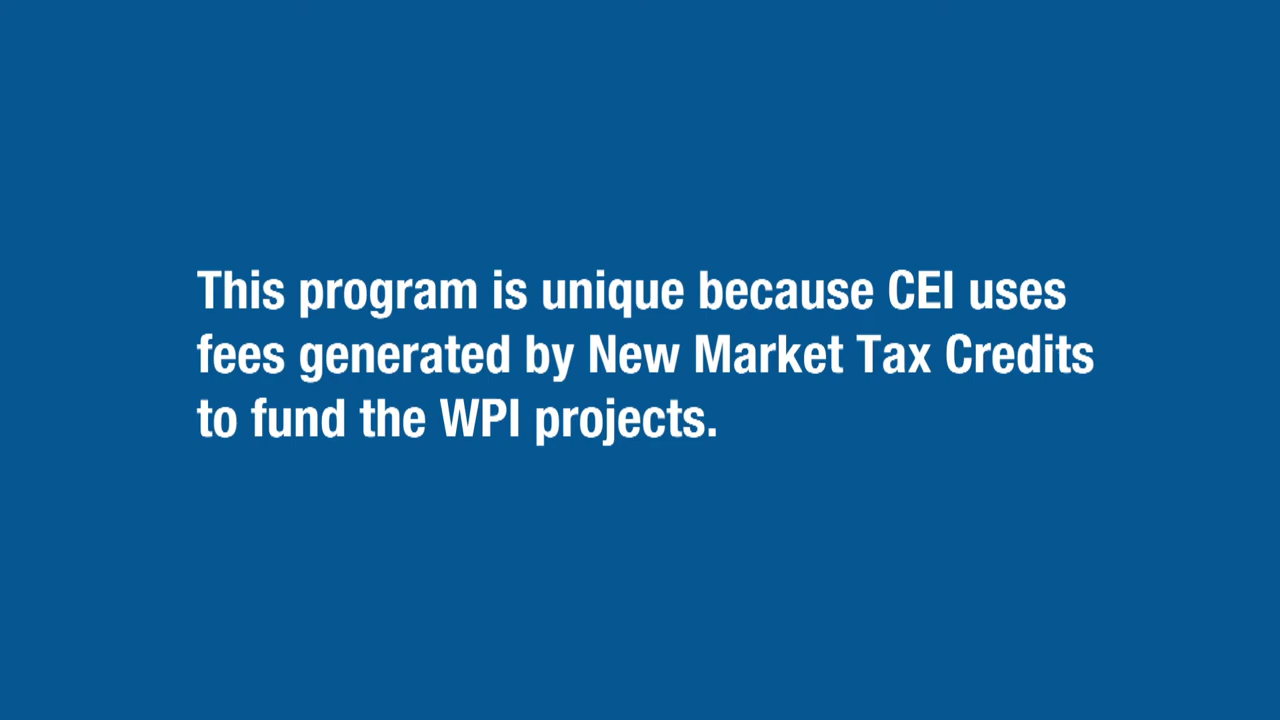 This program is unique because CEI uses
fees generated by New Market Tax Credits
to fund the WPI projects.